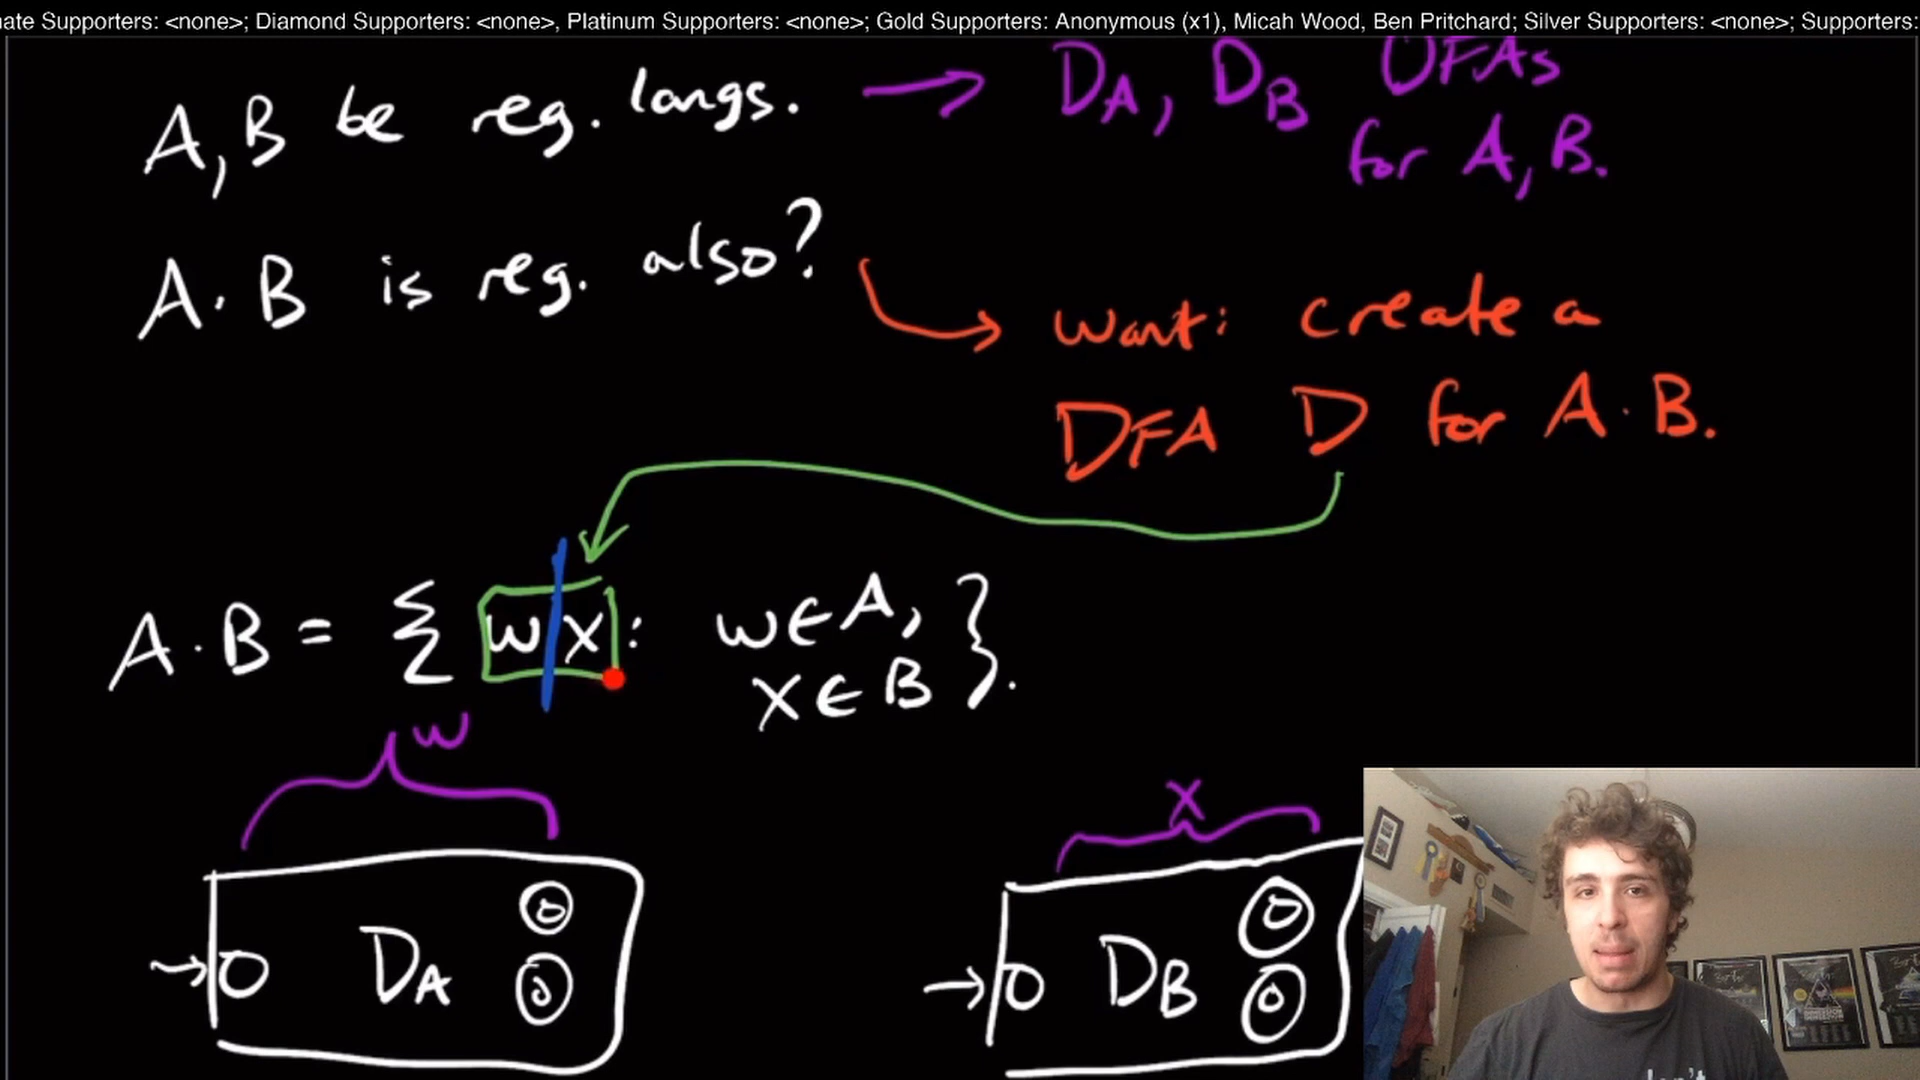 ate Supporters: <none>; Diamond Supporters: <none>, Platinum Supporters: <none>; Gold Supporters: Anonymous (x1), Micah Wood, Ben Pritchard; Silver Supporters: <none>; Supporters:
A, B be reg. langs. → DA, DB DFAs
for A, B.
A · B is reg. also?
Want: create a
DFA D for A · B.
A · B = { w x : w ∈ A, }.
x ∈ B
w
x
DA
DB
don't